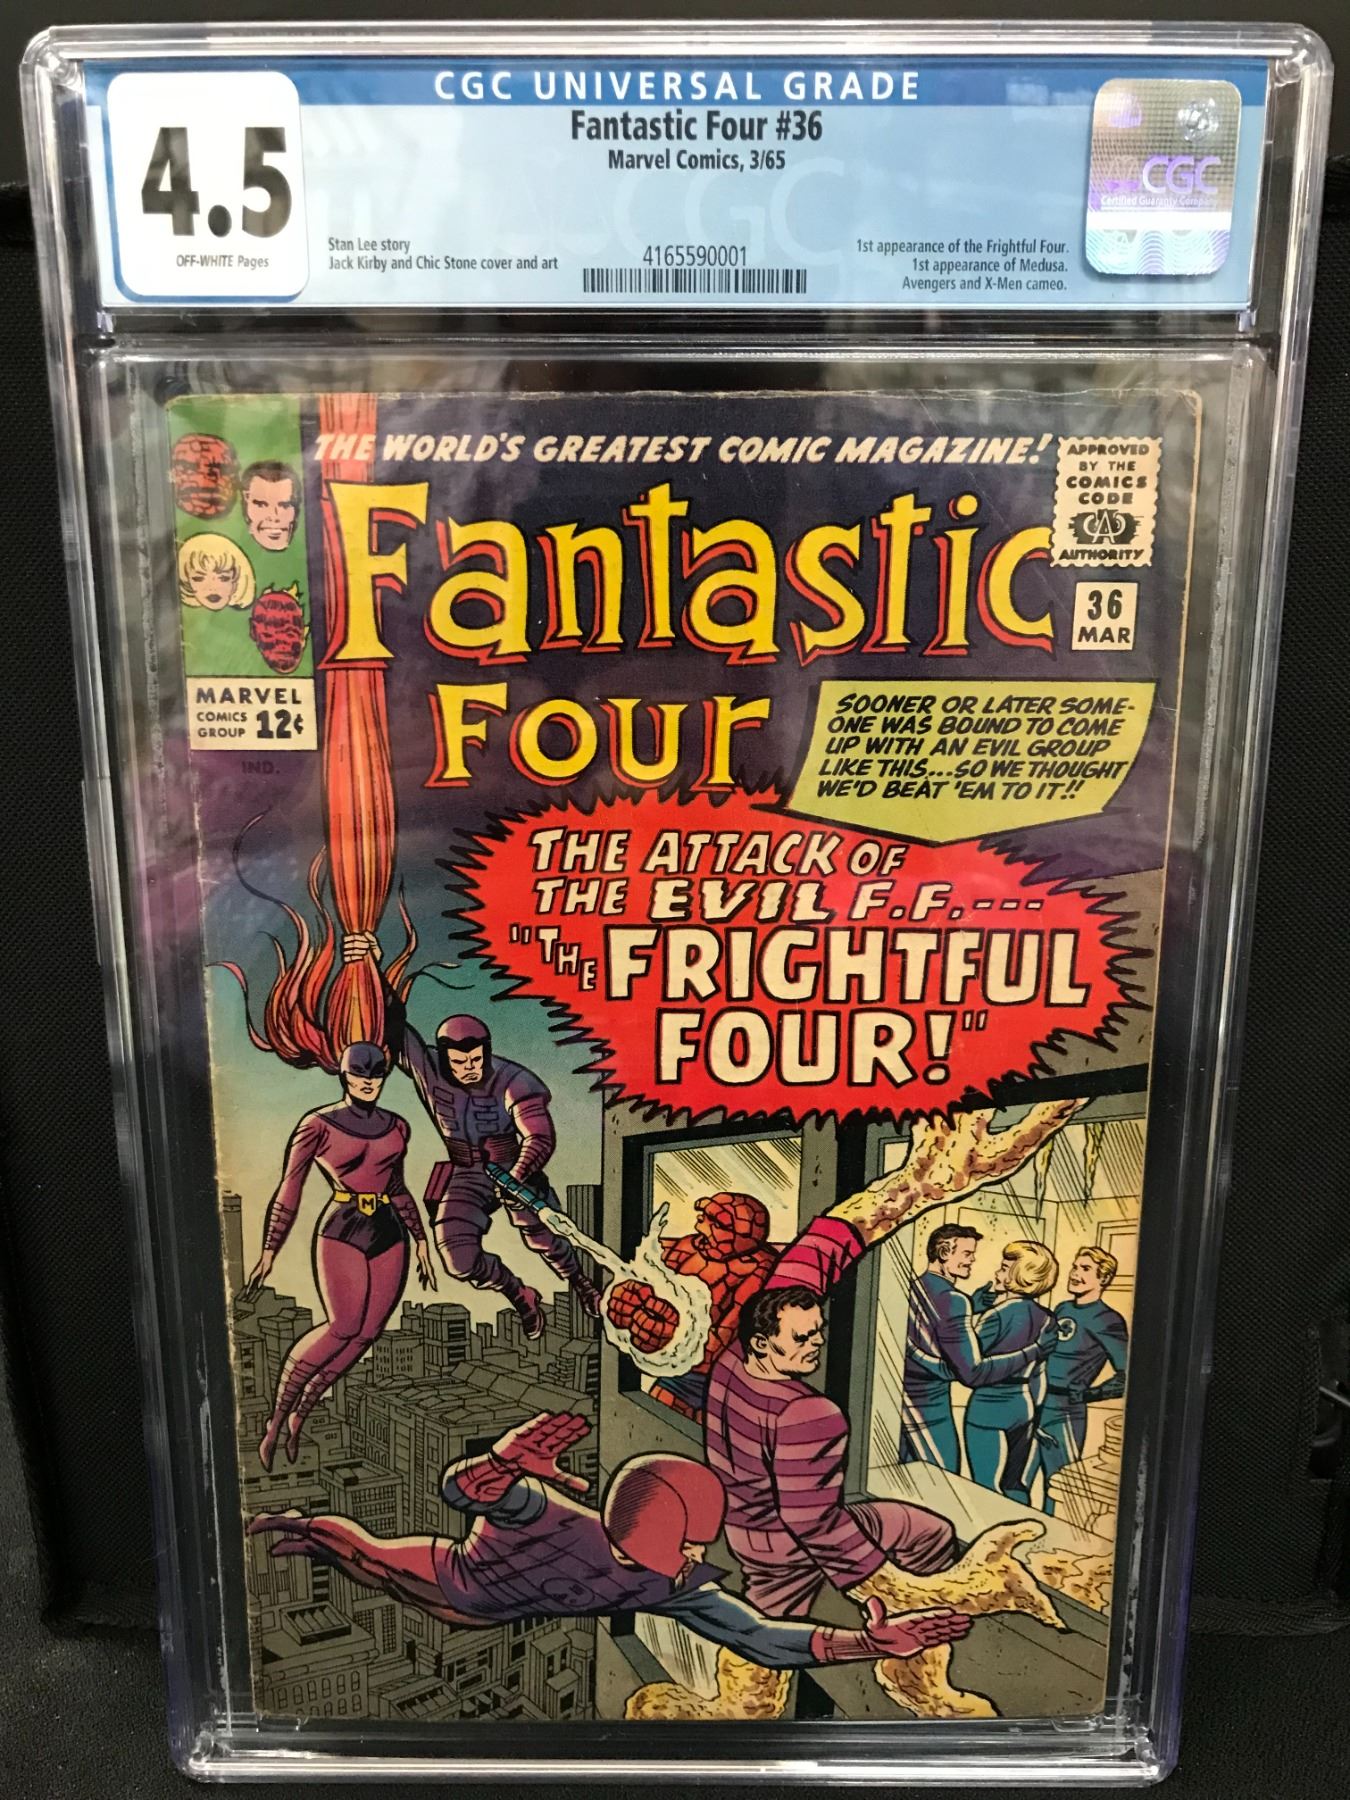 CGC UNIVERSAL GRADE
4.5
OFF-WHITE Pages
Fantastic Four #36
Marvel Comics, 3/65
Stan Lee story
Jack Kirby and Chic Stone cover and art
4165590001
1st appearance of the Frightful Four.
1st appearance of Medusa.
Avengers and X-Men cameo.
CGC
Certified Guaranty Company
THE WORLD'S GREATEST COMIC MAGAZINE!
APPROVED
BY THE
COMICS
CODE
CA
AUTHORITY
Fantastic
Four
36
MAR
MARVEL
COMICS
GROUP
12¢
IND.
SOONER OR LATER SOME-
ONE WAS BOUND TO COME
UP WITH AN EVIL GROUP
LIKE THIS...SO WE THOUGHT
WE'D BEAT 'EM TO IT!!
THE ATTACK OF
THE EVIL F.F.---
"THE FRIGHTFUL
FOUR!"
M